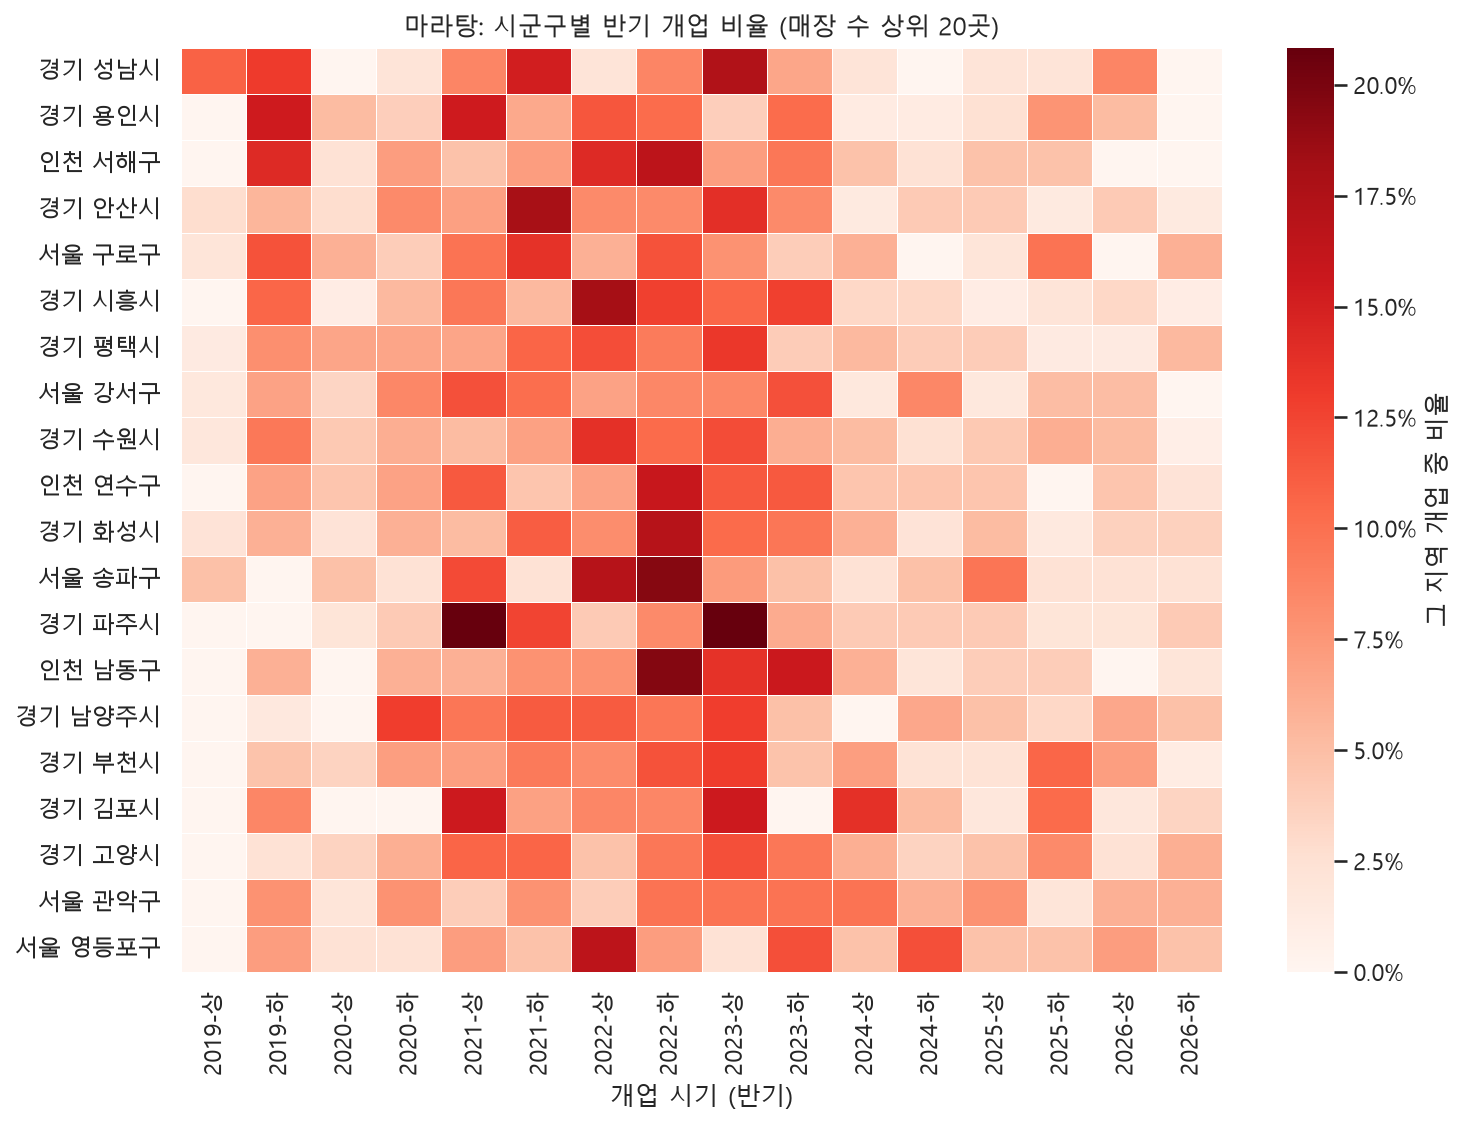 마라탕: 시군구별 반기 개업 비율 (매장 수 상위 20곳)
경기 성남시
경기 용인시
인천 서해구
경기 안산시
서울 구로구
경기 시흥시
경기 평택시
서울 강서구
경기 수원시
인천 연수구
경기 화성시
서울 송파구
경기 파주시
인천 남동구
경기 남양주시
경기 부천시
경기 김포시
경기 고양시
서울 관악구
서울 영등포구
2019-상
2019-하
2020-상
2020-하
2021-상
2021-하
2022-상
2022-하
2023-상
2023-하
2024-상
2024-하
2025-상
2025-하
2026-상
2026-하
개업 시기 (반기)
20.0%
17.5%
15.0%
12.5%
10.0%
7.5%
5.0%
2.5%
0.0%
그 지역 개업 중 비율